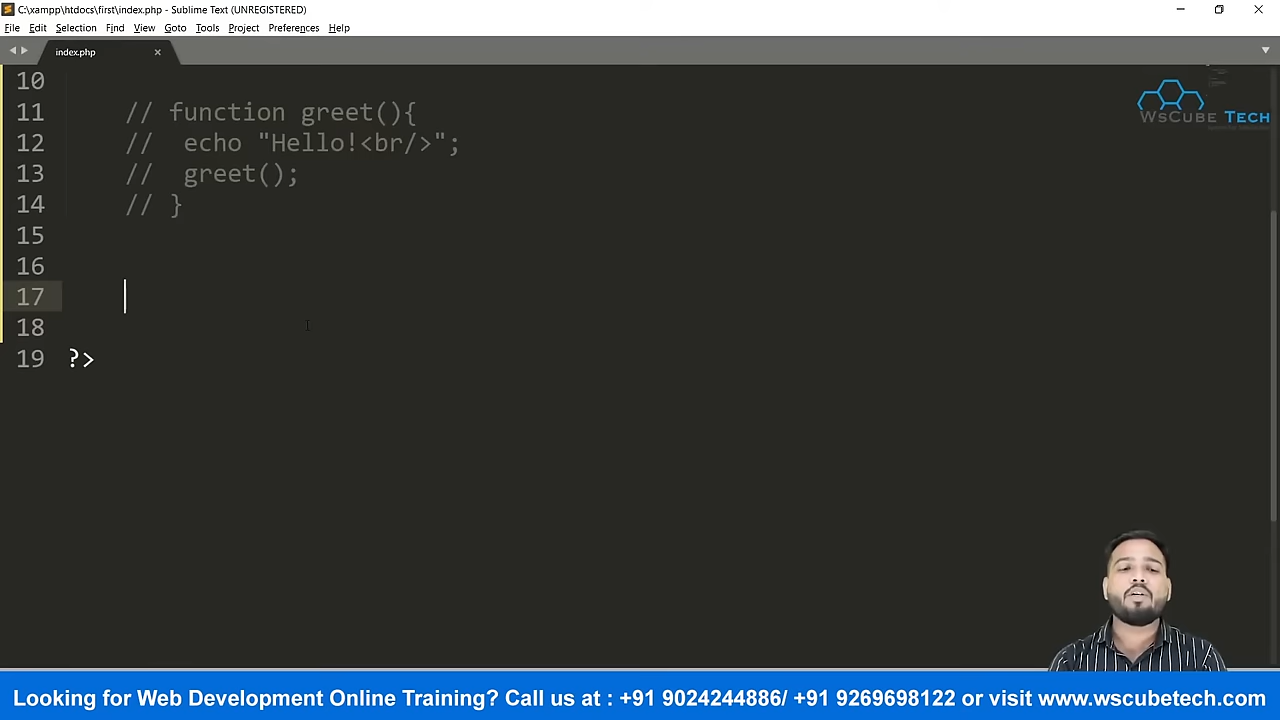 C:\xampp\htdocs\first\index.php - Sublime Text (UNREGISTERED)
File Edit Selection Find View Goto Tools Project Preferences Help
index.php
10
11 // function greet(){
12 // echo "Hello!<br/>";
13 // greet();
14 // }
15
16
17
18
19 ?>
WsCube Tech
Looking for Web Development Online Training? Call us at : +91 9024244886/ +91 9269698122 or visit www.wscubetech.com